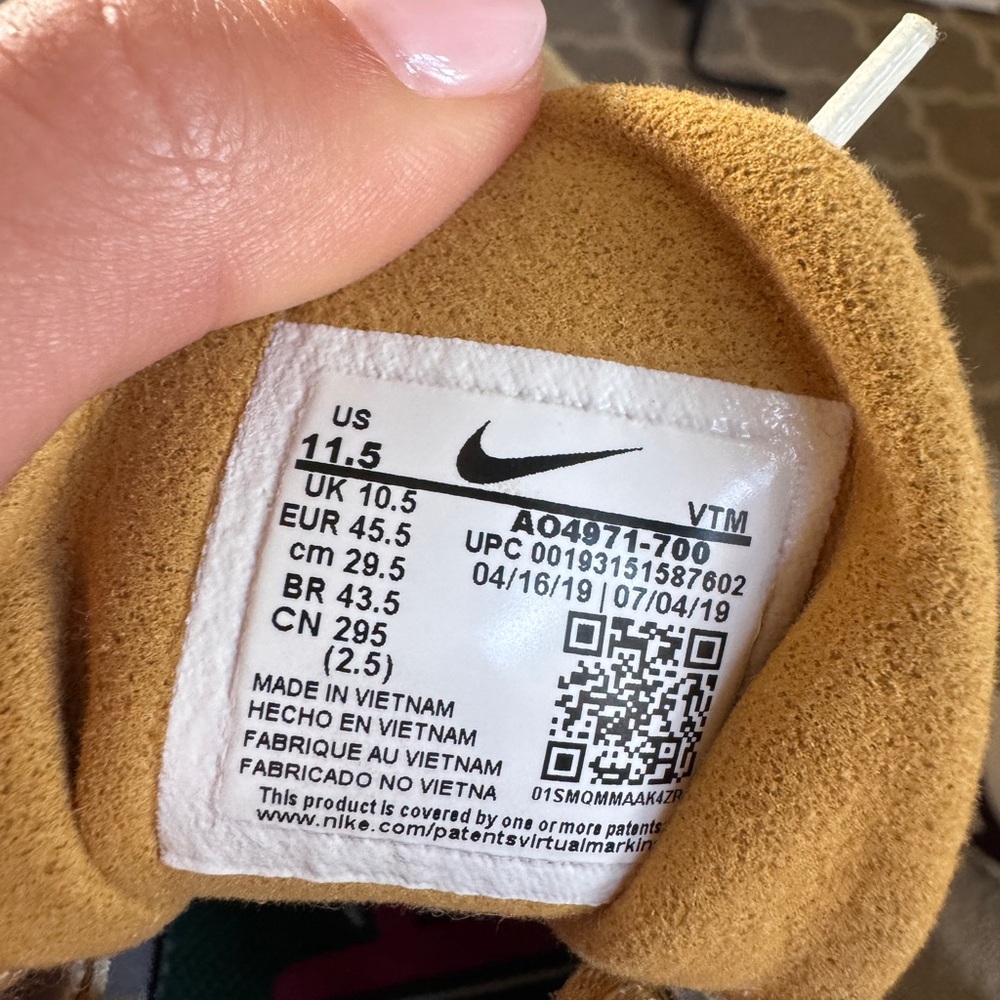 US
11.5
UK 10.5
EUR 45.5
cm 29.5
BR 43.5
CN 295
(2.5)
VTM
AO4971-700
UPC 00193151587602
04/16/19 | 07/04/19
MADE IN VIETNAM
HECHO EN VIETNAM
FABRIQUE AU VIETNAM
FABRICADO NO VIETNA
01SMQMMAAK4ZR
This product is covered by one or more patents
www.nike.com/patentsvirtualmarkin